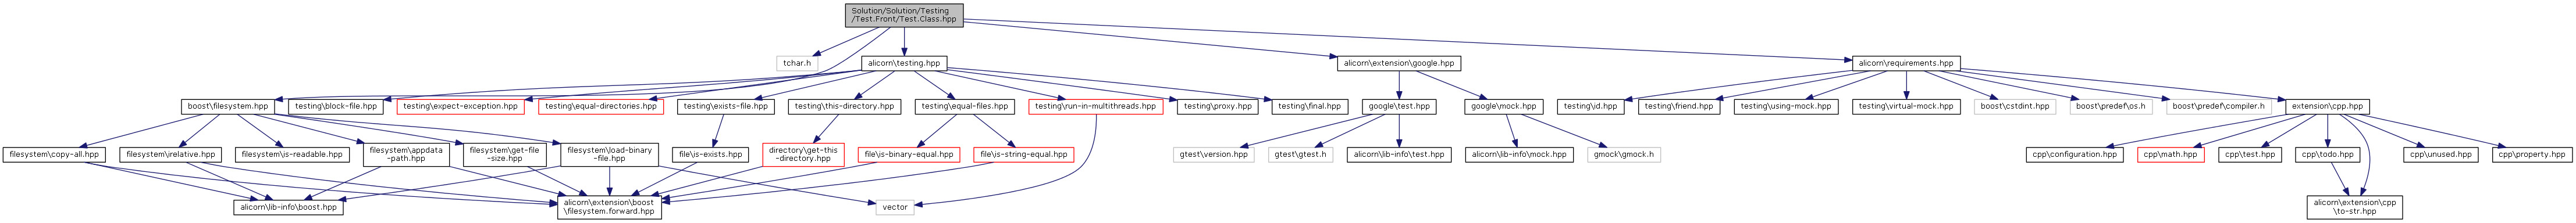 Solution/Solution/Testing
/Test.Front/Test.Class.hpp
tchar.h
alicorn\testing.hpp
alicorn\extension\google.hpp
alicorn\requirements.hpp
boost\filesystem.hpp
testing\block-file.hpp
testing\expect-exception.hpp
testing\equal-directories.hpp
testing\exists-file.hpp
testing\this-directory.hpp
testing\equal-files.hpp
testing\run-in-multithreads.hpp
testing\proxy.hpp
testing\final.hpp
google\test.hpp
google\mock.hpp
testing\d.hpp
testing\friend.hpp
testing\using-mock.hpp
testing\virtual-mock.hpp
boost\cstdint.hpp
boost\predef\os.h
boost\predef\compiler.h
extension\cpp.hpp
filesystem\copy-all.hpp
filesystem\irelative.hpp
filesystem\is-readable.hpp
filesystem\appdata
-path.hpp
filesystem\get-file
-size.hpp
filesystem\load-binary
-file.hpp
file\is-exists.hpp
directory\get-this
-directory.hpp
file\is-binary-equal.hpp
file\is-string-equal.hpp
gtest\version.hpp
gtest\gtest.h
alicorn\lib-info\test.hpp
alicorn\lib-info\mock.hpp
gmock\gmock.h
cpp\configuration.hpp
cpp\math.hpp
cpp\test.hpp
cpp\todo.hpp
cpp\unused.hpp
cpp\property.hpp
alicorn\lib-info\boost.hpp
alicorn\extension\boost
\filesystem.forward.hpp
vector
alicorn\extension\cpp
\to-str.hpp